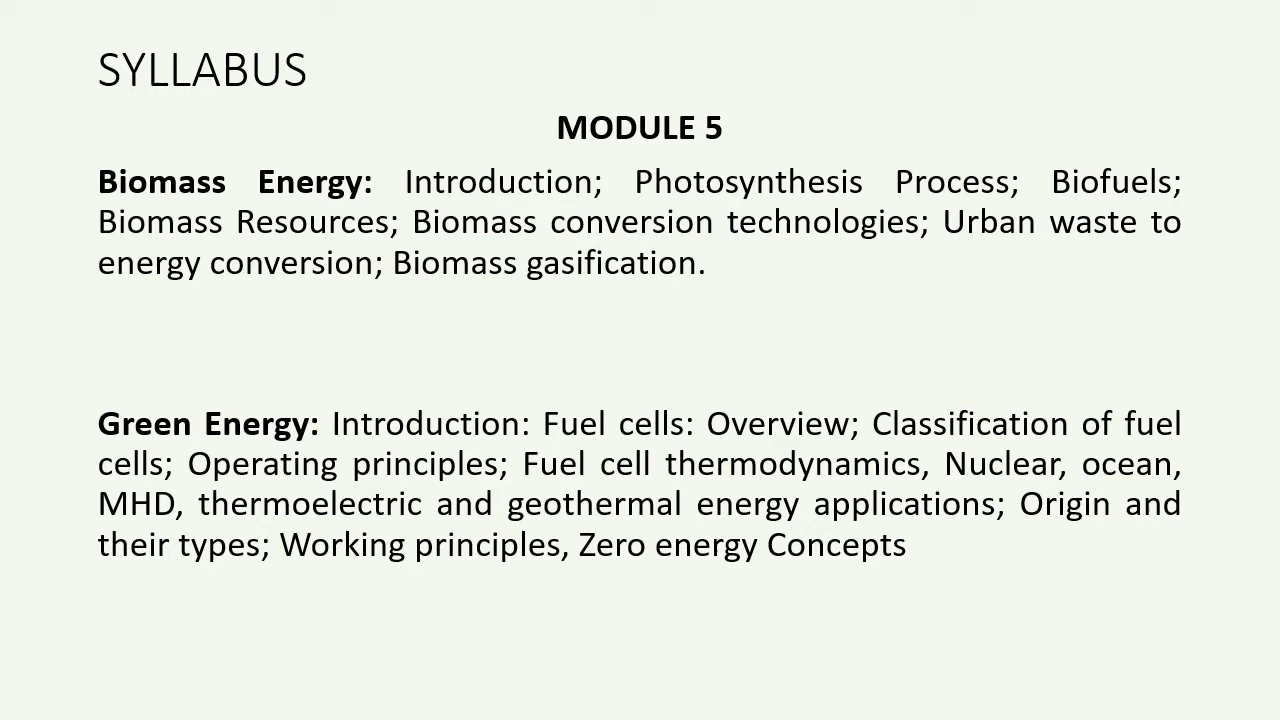 SYLLABUS
MODULE 5
Biomass Energy: Introduction; Photosynthesis Process; Biofuels;
Biomass Resources; Biomass conversion technologies; Urban waste to
energy conversion; Biomass gasification.
Green Energy: Introduction: Fuel cells: Overview; Classification of fuel
cells; Operating principles; Fuel cell thermodynamics, Nuclear, ocean,
MHD, thermoelectric and geothermal energy applications; Origin and
their types; Working principles, Zero energy Concepts